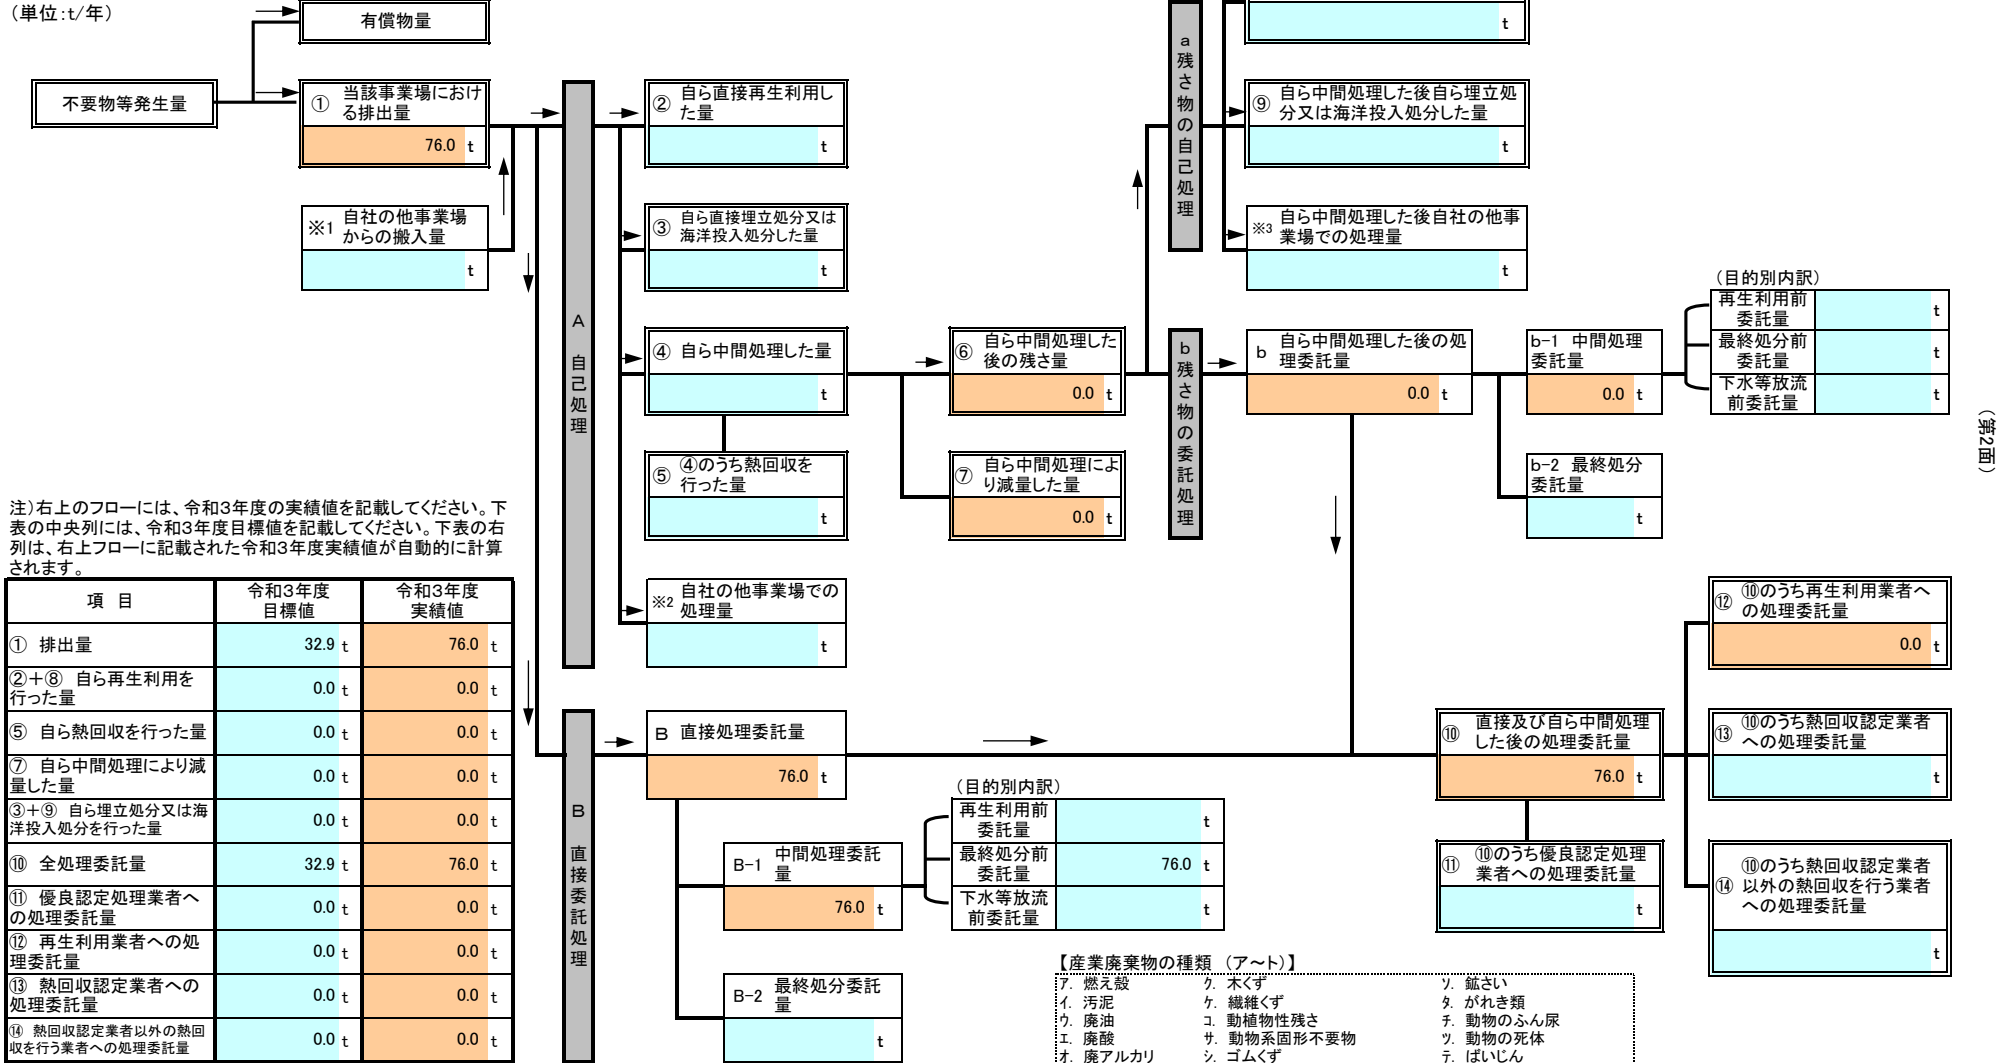 （単位:t/年）
有償物量
t
不要物等発生量
① 当該事業場におけ
る排出量
76.0 t
② 自ら直接再生利用し
た量
t
a 残さ物の自己処理
⑨ 自ら中間処理した後自ら埋立処
分又は海洋投入処分した量
t
※1 自社の他事業場
からの搬入量
t
③ 自ら直接埋立処分又は
海洋投入処分した量
t
※3 自ら中間処理した後自社の他事
業場での処理量
t
A 自己処理
④ 自ら中間処理した量
t
⑥ 自ら中間処理した
後の残さ量
0.0 t
b 残さ物の委託処理
b 自ら中間処理した後の処
理委託量
0.0 t
b-1 中間処理
委託量
0.0 t
（目的別内訳）
再生利用前
委託量
t
最終処分前
委託量
t
下水等放流
前委託量
t
（第2面）
⑤ ④のうち熱回収を
行った量
t
⑦ 自ら中間処理によ
り減量した量
0.0 t
b-2 最終処分
委託量
t
注）右上のフローには、令和3年度の実績値を記載してください。下
表の中央列には、令和3年度目標値を記載してください。下表の右
列は、右上フローに記載された令和3年度実績値が自動的に計算
されます。
項 目
令和3年度
目標値
令和3年度
実績値
① 排出量 32.9 t 76.0 t
②＋⑧ 自ら再生利用を
行った量 0.0 t 0.0 t
⑤ 自ら熱回収を行った量 0.0 t 0.0 t
⑦ 自ら中間処理により減
量した量 0.0 t 0.0 t
③＋⑨ 自ら埋立処分又は海
洋投入処分を行った量 0.0 t 0.0 t
⑩ 全処理委託量 32.9 t 76.0 t
⑪ 優良認定処理業者へ
の処理委託量 0.0 t 0.0 t
⑫ 再生利用業者への処
理委託量 0.0 t 0.0 t
⑬ 熱回収認定業者への
処理委託量 0.0 t 0.0 t
⑭ 熱回収認定業者以外の熱回
収を行う業者への処理委託量 0.0 t 0.0 t
※2 自社の他事業場での
処理量
t
B 直接委託処理
B 直接処理委託量
76.0 t
B-1 中間処理委託
量
76.0 t
（目的別内訳）
再生利用前
委託量
t
最終処分前
委託量
76.0 t
下水等放流
前委託量
t
B-2 最終処分委託
量
t
⑩ 直接及び自ら中間処理
した後の処理委託量
76.0 t
⑪ ⑩のうち優良認定処理
業者への処理委託量
t
⑫ ⑩のうち再生利用業者へ
の処理委託量
0.0 t
⑬ ⑩のうち熱回収認定業者
への処理委託量
t
⑭ ⑩のうち熱回収認定業者
以外の熱回収を行う業者
への処理委託量
t
【産業廃棄物の種類 （ア～ト）】
ア. 燃え殻 ク. 木くず ソ. 鉱さい
イ. 汚泥 ケ. 繊維くず タ. がれき類
ウ. 廃油 コ. 動植物性残さ チ. 動物のふん尿
エ. 廃酸 サ. 動物系固形不要物 ツ. 動物の死体
オ. 廃アルカリ シ. ゴムくず テ. ばいじん